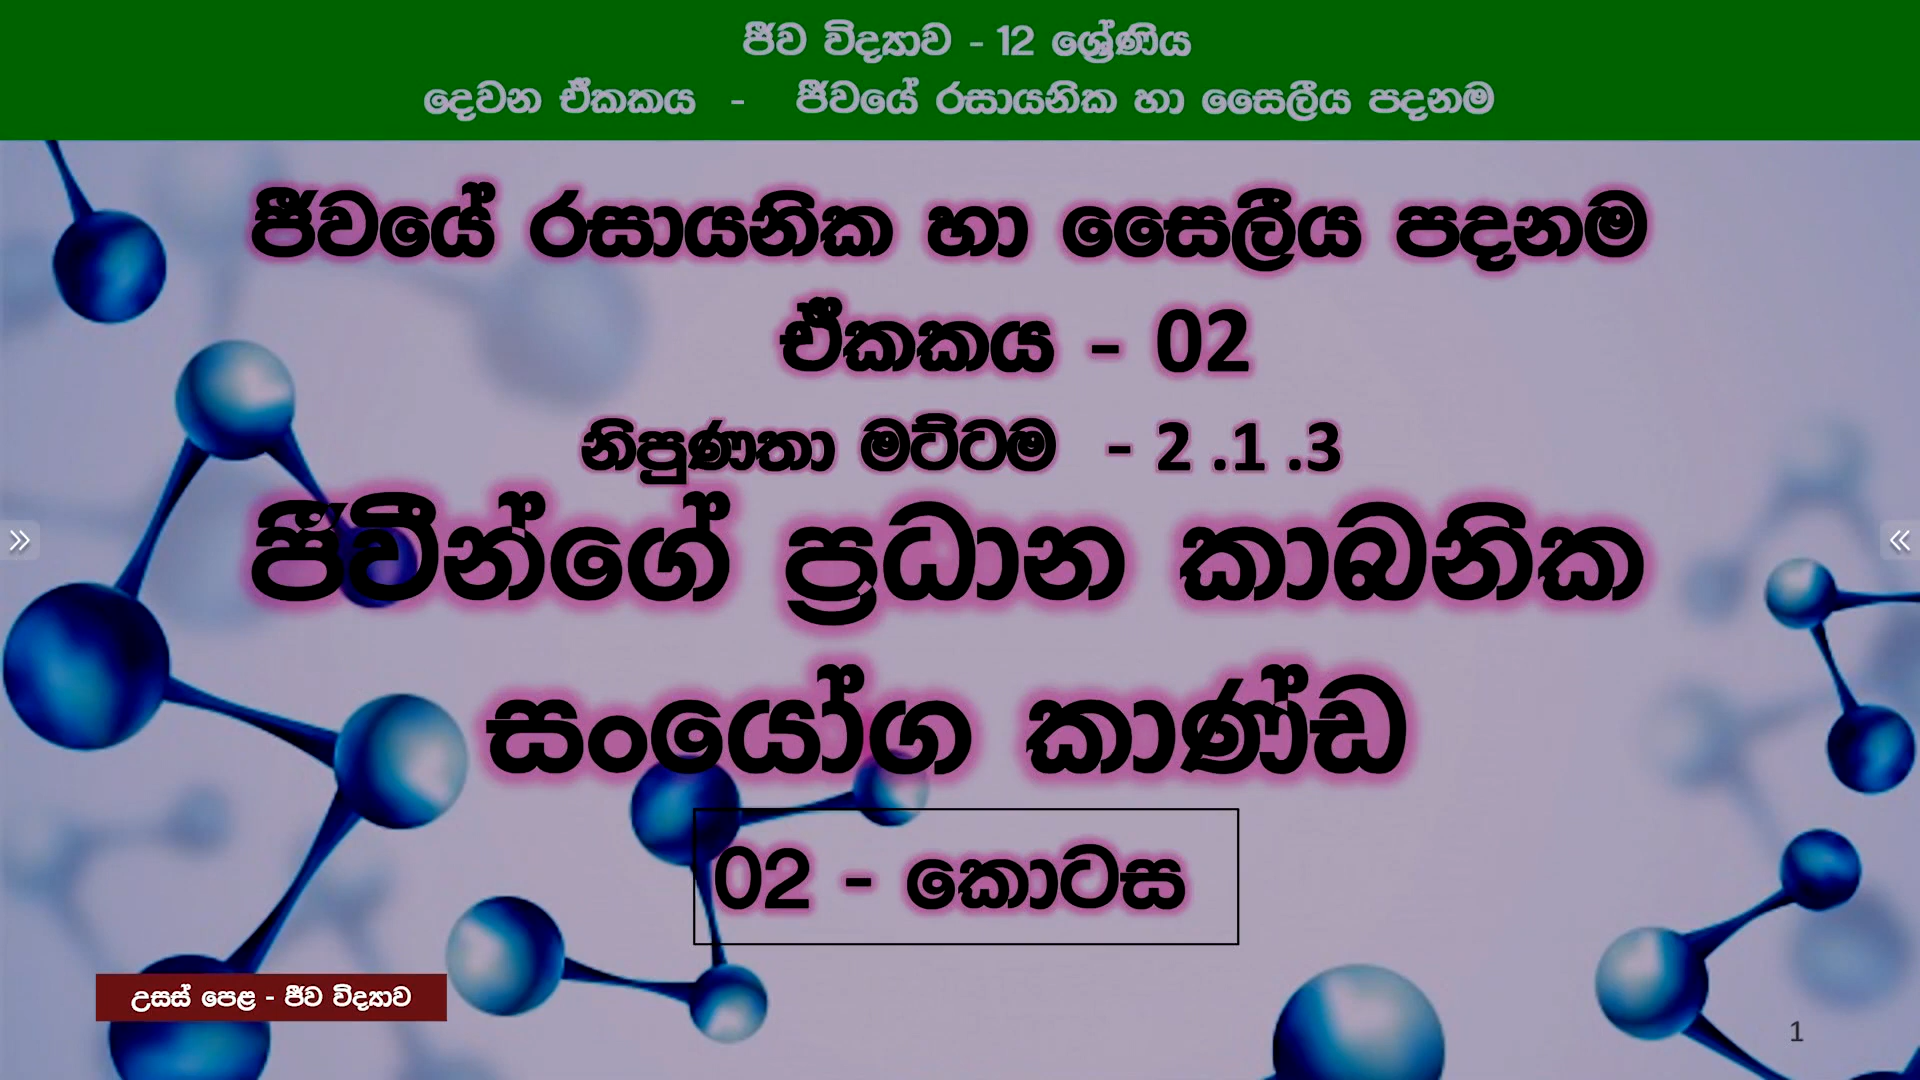 ජීව විද්‍යාව - 12 ශ්‍රේණිය
දෙවන ඒකකය - ජීවයේ රසායනික හා සෛලීය පදනම
ජීවයේ රසායනික හා සෛලීය පදනම
ඒකකය - 02
නිපුණතා මට්ටම - 2 .1 .3
ජීවීන්ගේ ප්‍රධාන කාබනික
සංයෝග කාණ්ඩ
02 - කොටස
උසස් පෙළ - ජීව විද්‍යාව
1